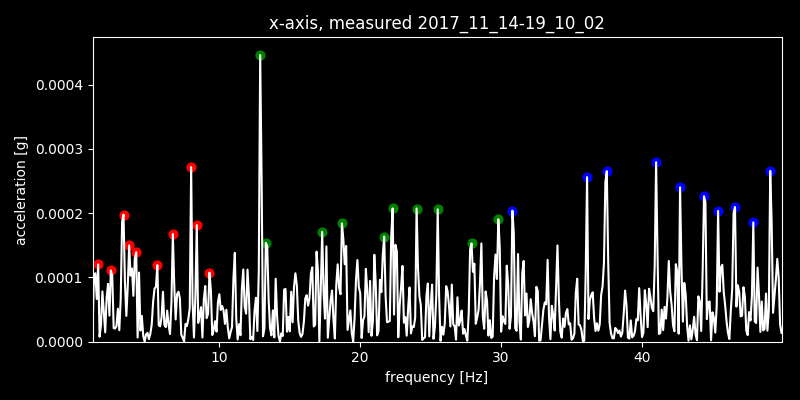 x-axis, measured 2017_11_14-19_10_02
0.0004
0.0003
0.0002
0.0001
0.0000
acceleration [g]
10 20 30 40
frequency [Hz]